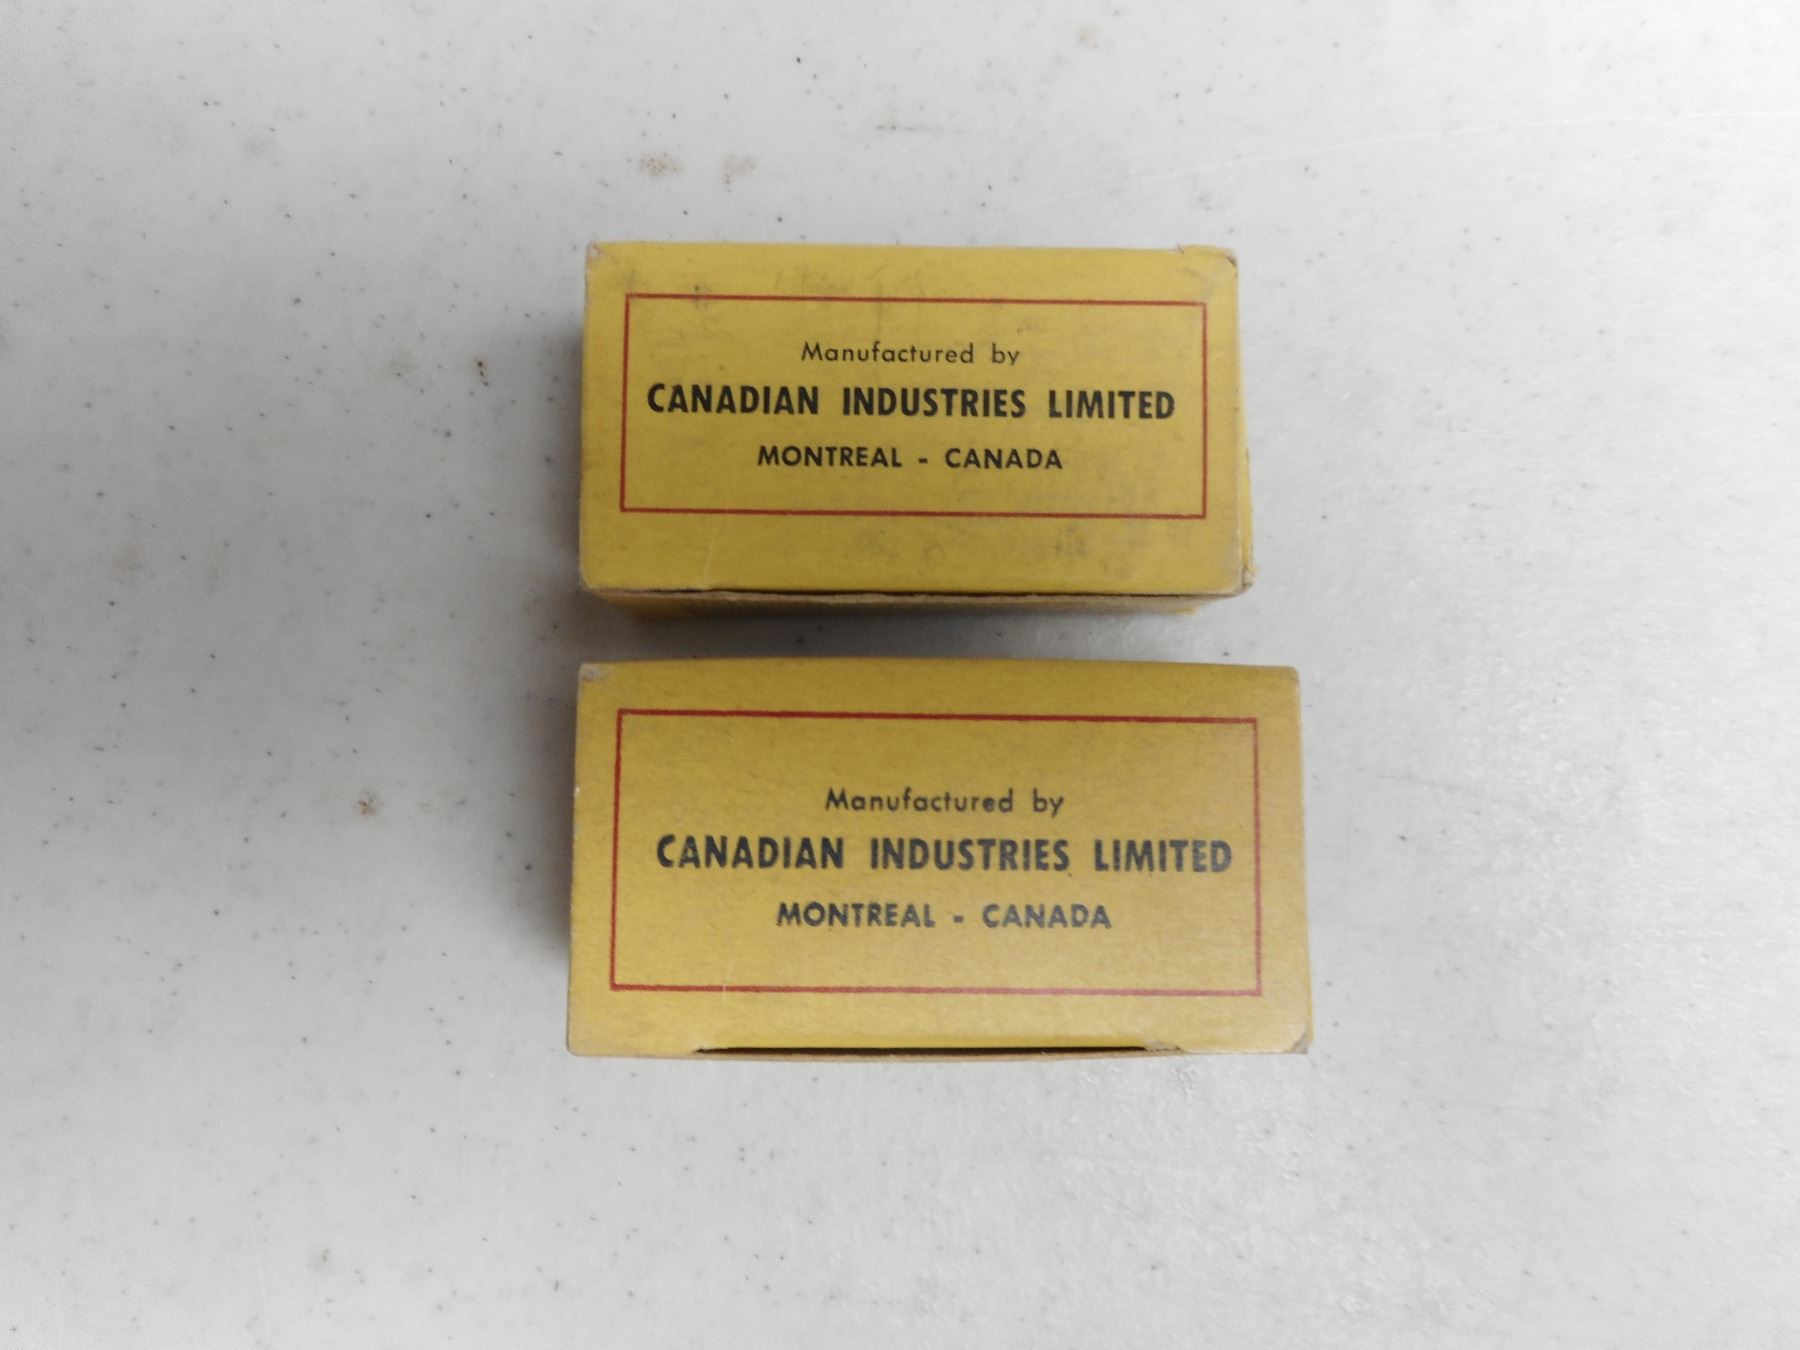 Manufactured by
CANADIAN INDUSTRIES LIMITED
MONTREAL - CANADA
Manufactured by
CANADIAN INDUSTRIES LIMITED
MONTREAL - CANADA